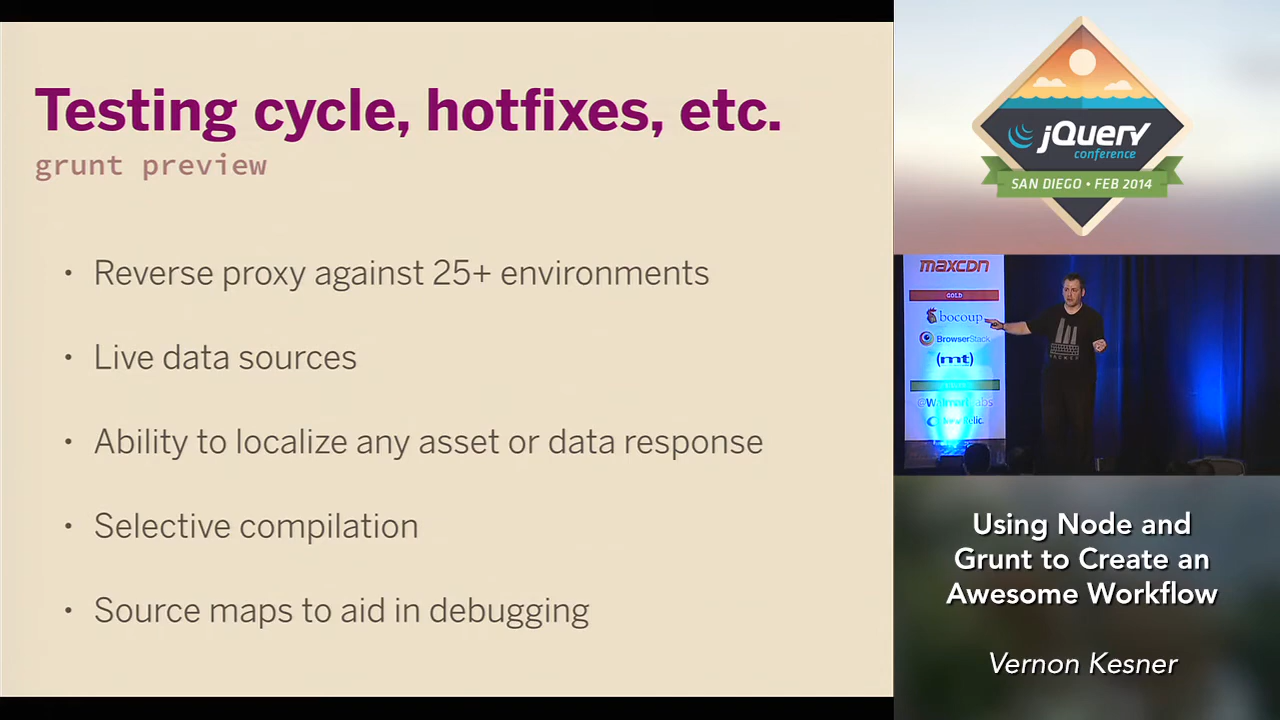 Testing cycle, hotfixes, etc.
grunt preview
• Reverse proxy against 25+ environments
• Live data sources
• Ability to localize any asset or data response
• Selective compilation
• Source maps to aid in debugging
jQuery
conference
SAN DIEGO • FEB 2014
maxcdn
GOLD
bocoup
BrowserStack
(mt)
@WalmartLabs
Using Node and
Grunt to Create an
Awesome Workflow
Vernon Kesner